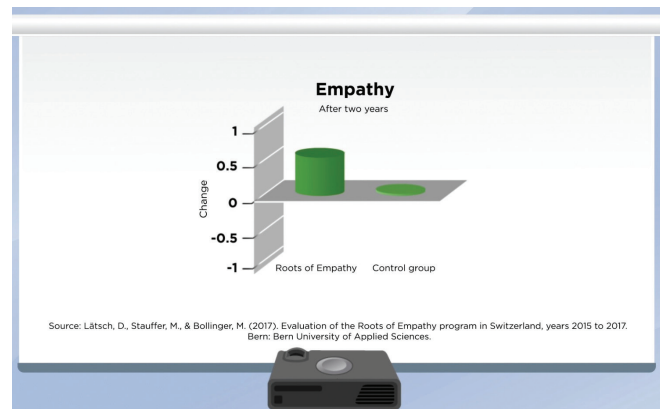 Empathy
After two years
1
0.5
0
-0.5
-1
Change
Roots of Empathy Control group
Source: Lätsch, D., Stauffer, M., & Bollinger, M. (2017). Evaluation of the Roots of Empathy program in Switzerland, years 2015 to 2017.
Bern: Bern University of Applied Sciences.